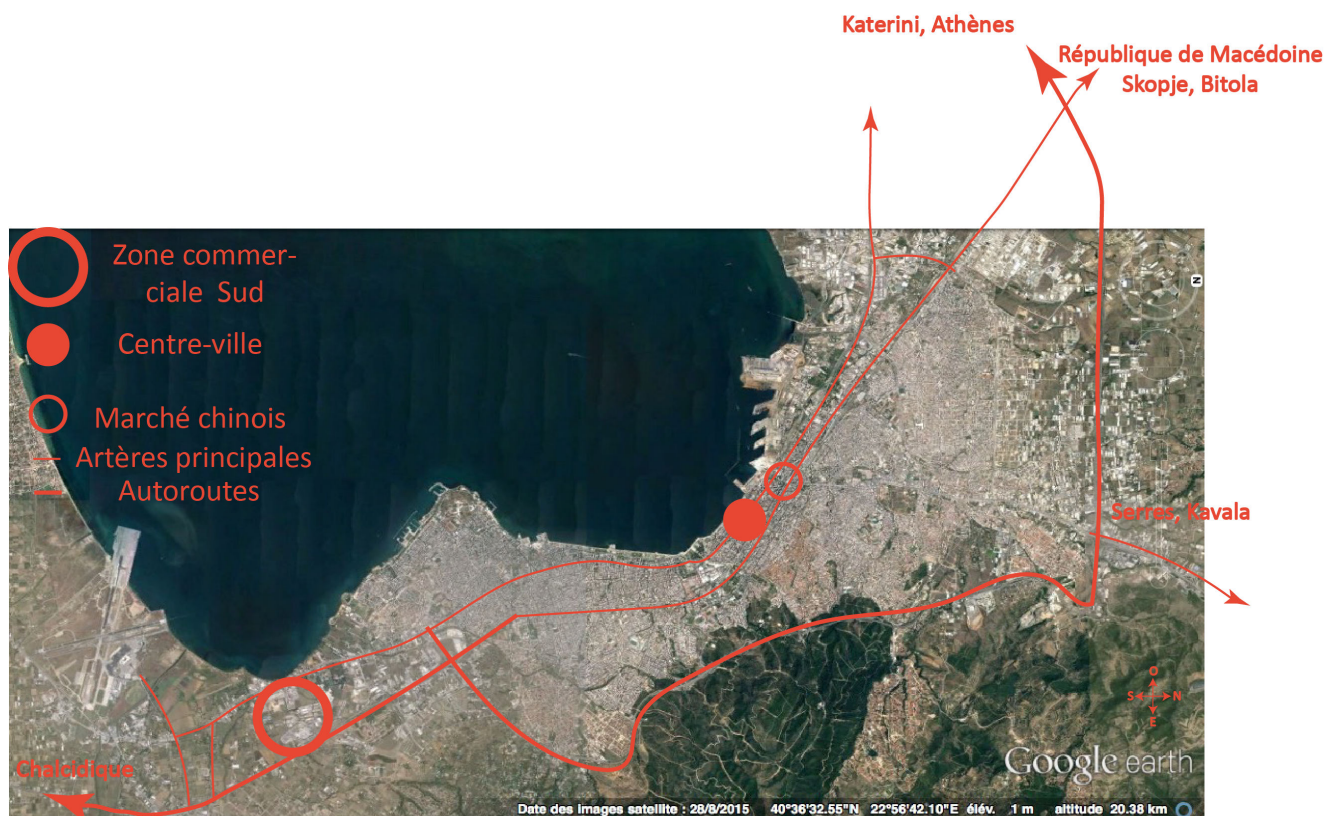 Katerini, Athènes
République de Macédoine
Skopje, Bitola
Zone commer-
ciale Sud
Centre-ville
Marché chinois
Artères principales
Autoroutes
N
Serres, Kavala
O
S N
E
Chalcidique
Google earth
Date des images satellite : 28/8/2015 40°36'32.55"N 22°56'42.10"E élév. 1 m altitude 20.38 km